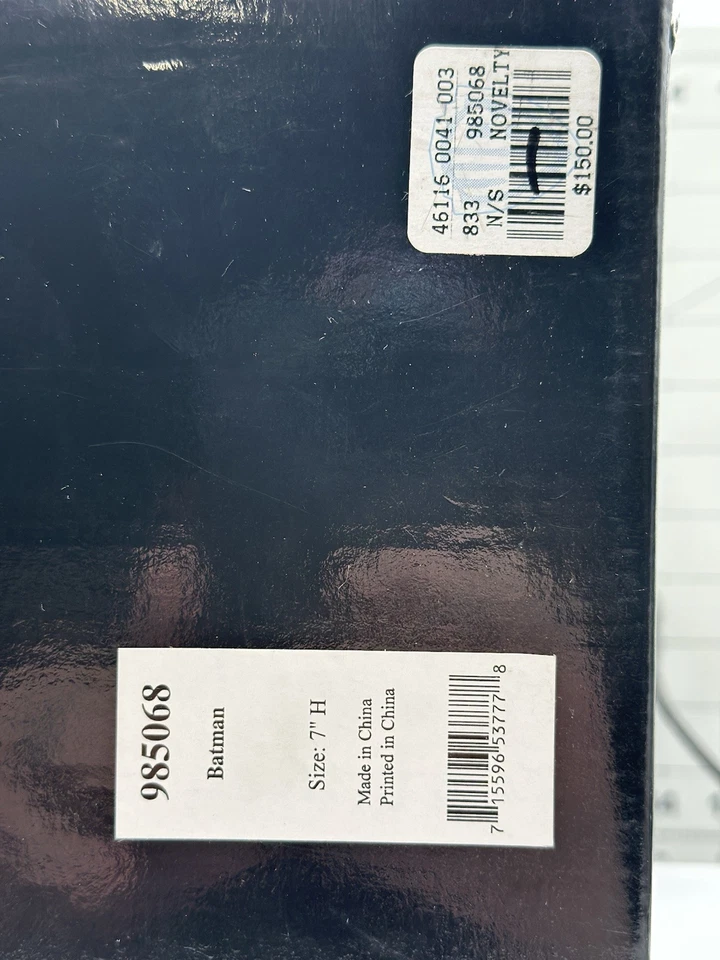 46116 0041 003
833 985068
N/S NOVELTY
$150.00
985068
Batman
Size: 7" H
Made in China
Printed in China
7 15596 53777 8